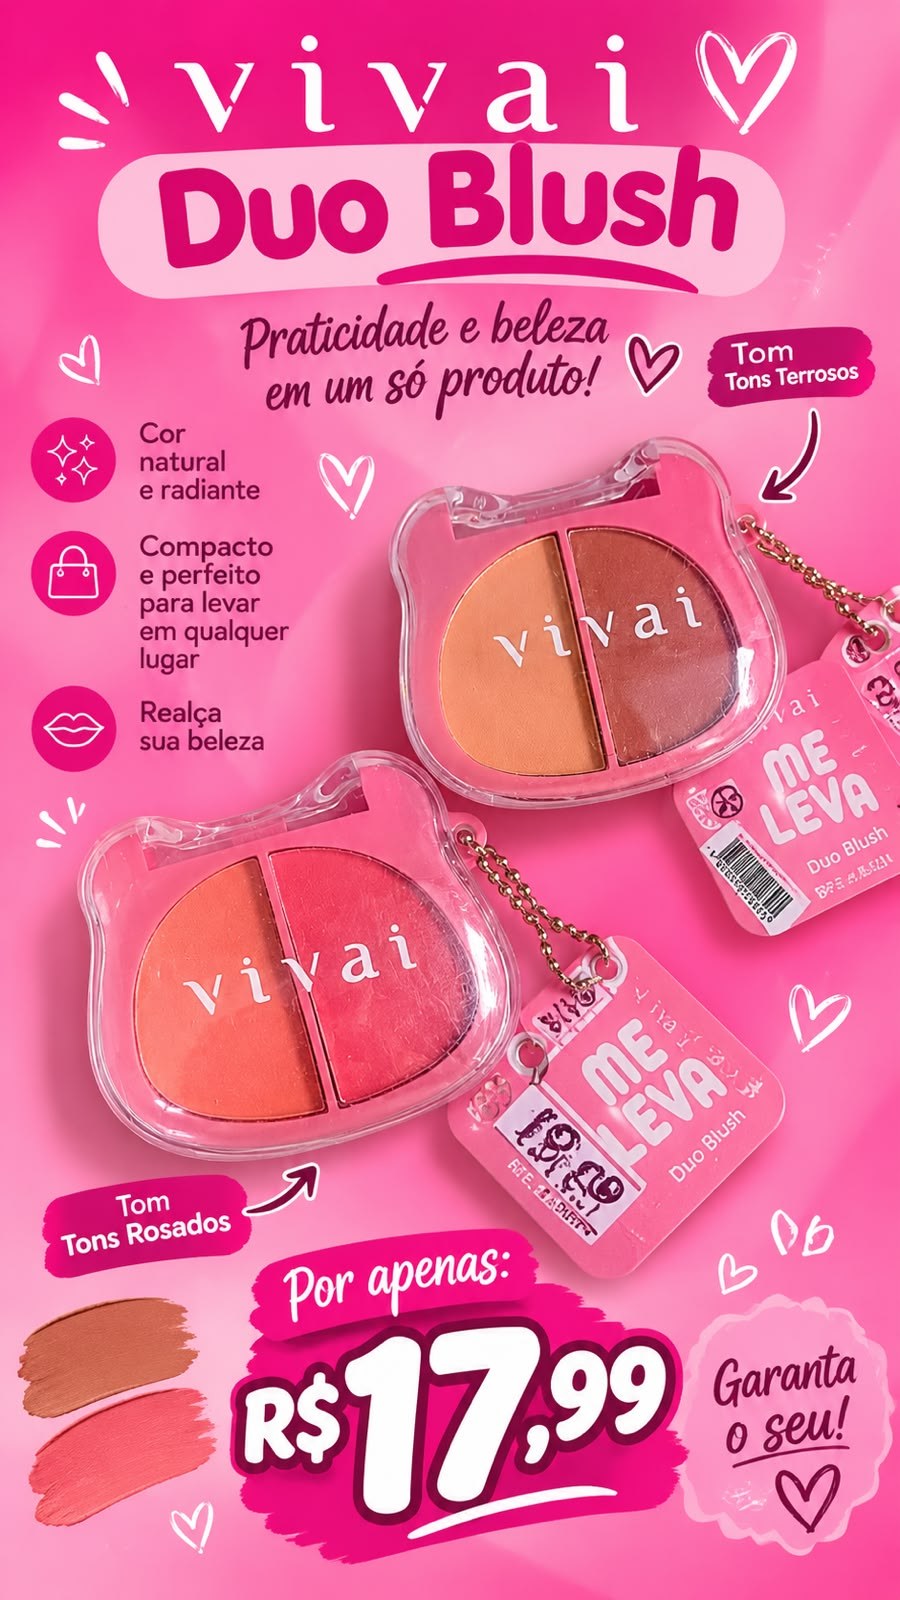 vivai
Duo Blush
Praticidade e beleza
em um só produto!
Tom
Tons Terrosos
Cor
natural
e radiante
Compacto
e perfeito
para levar
em qualquer
lugar
Realça
sua beleza
vivai
vivai
ME
LEVA
Duo Blush
vivai
ME
LEVA
Duo Blush
Tom
Tons Rosados
Por apenas:
R$17,99
Garanta
o seu!